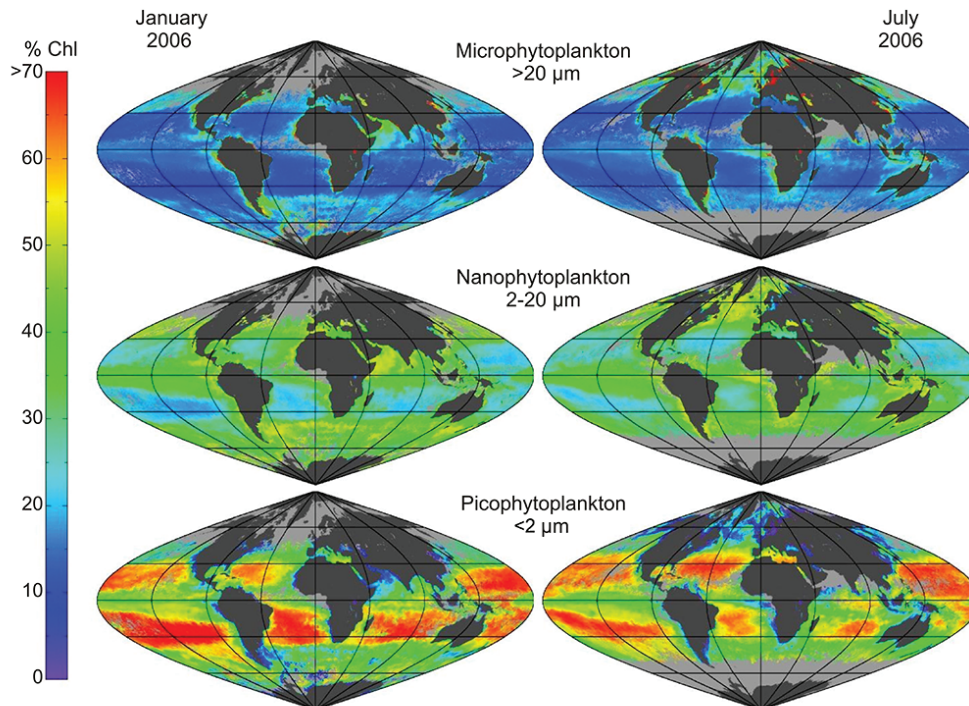 January
2006
July
2006
% Chl
>70
60
50
40
30
20
10
0
Microphytoplankton
>20 µm
Nanophytoplankton
2-20 µm
Picophytoplankton
<2 µm